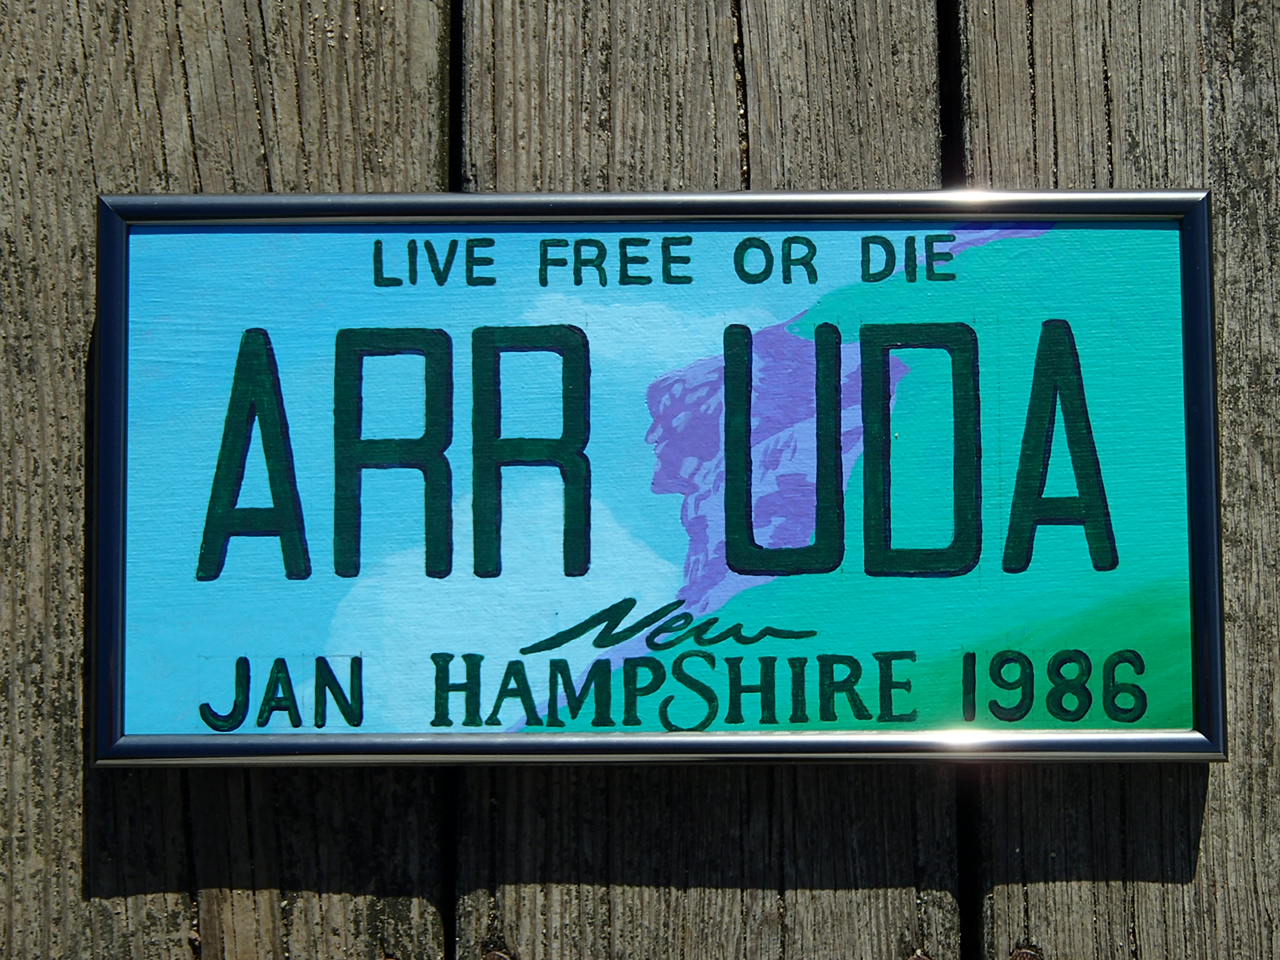 LIVE FREE OR DIE
ARR UDA
New
JAN HAMPSHIRE 1986